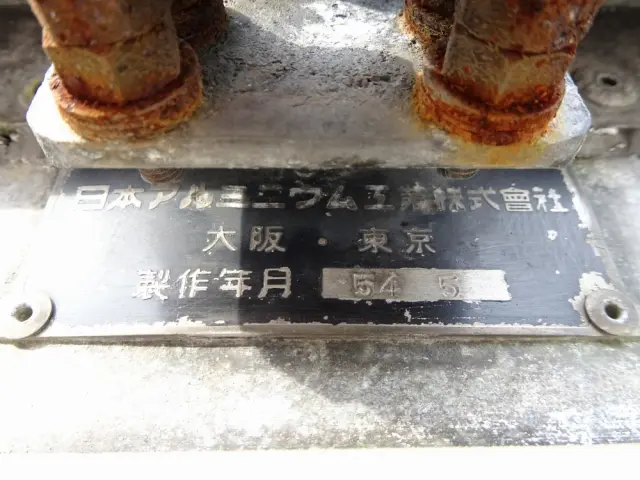 日本アルミニウム工業株式會社
大阪・東京
製作年月 54 5